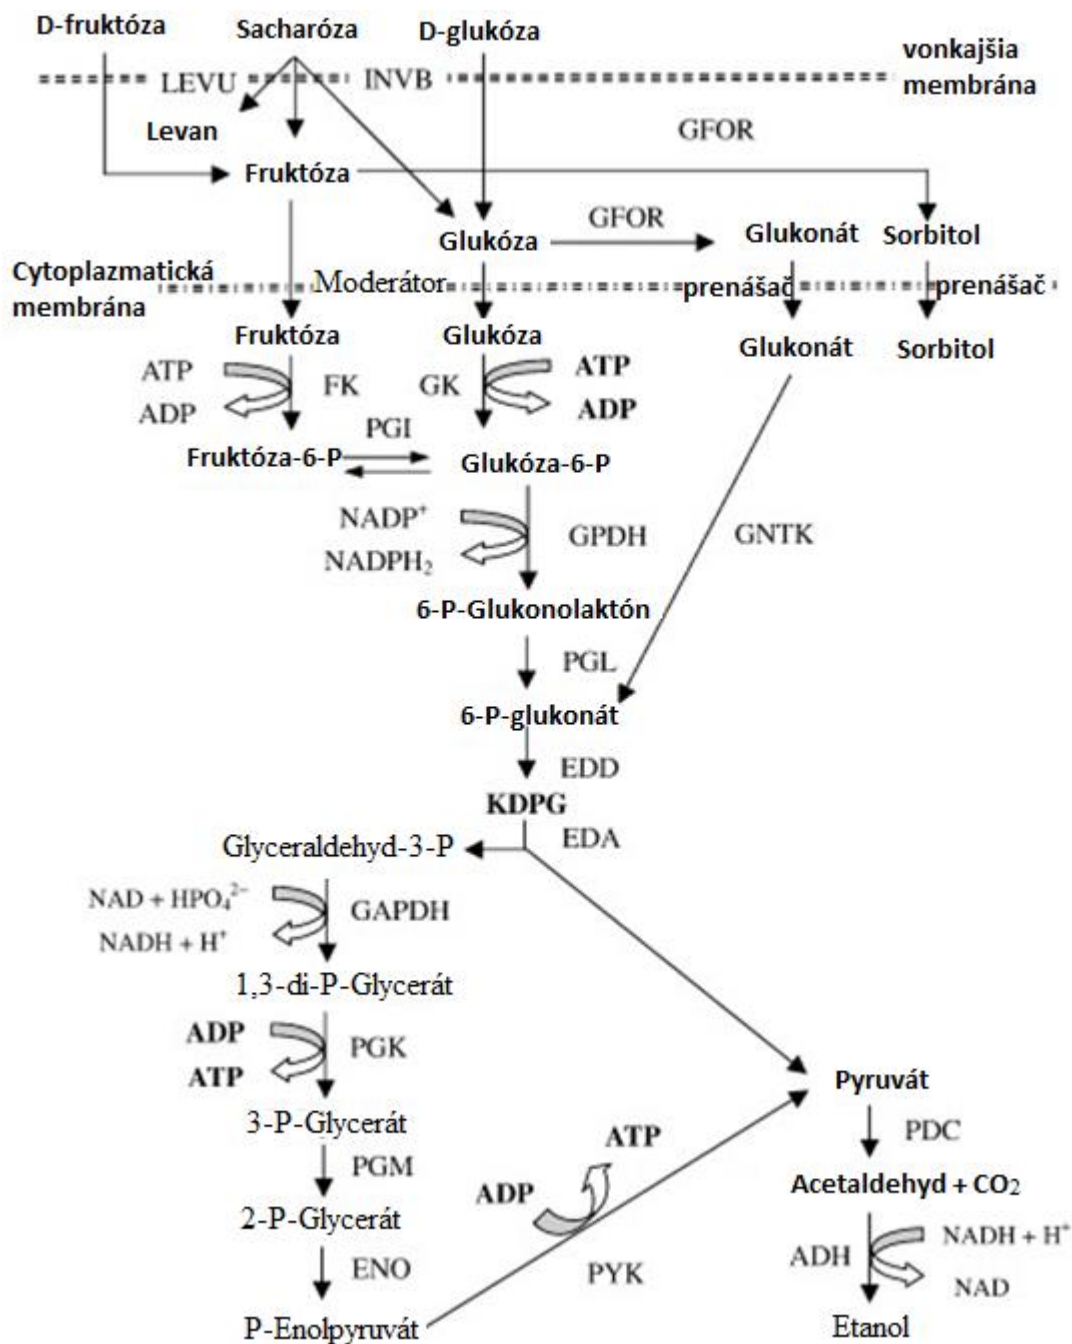 D-fruktóza Sacharóza D-glukóza
vonkajšia
membrána
LEVU INVB
Levan
GFOR
Fruktóza
GFOR
Glukóza
Glukonát Sorbitol
Cytoplazmatická
membrána
Moderátor
prenášač
prenášač
Fruktóza
Glukóza
Glukonát
Sorbitol
ATP
FK
GK
ATP
ADP
ADP
PGI
Fruktóza-6-P
Glukóza-6-P
NADP⁺
GPDH
GNTK
NADPH₂
6-P-Glukonolaktón
PGL
6-P-glukonát
EDD
KDPG
Glyceraldehyd-3-P
EDA
NAD + HPO₄²⁻
GAPDH
NADH + H⁺
1,3-di-P-Glycerát
ADP
PGK
ATP
Pyruvát
3-P-Glycerát
ATP
PDC
PGM
ADP
Acetaldehyd + CO₂
2-P-Glycerát
NADH + H⁺
ENO
PYK
ADH
NAD
P-Enolpyruvát
Etanol